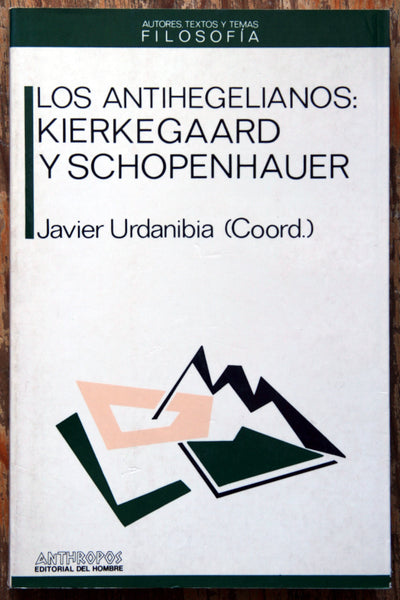 AUTORES, TEXTOS Y TEMAS
FILOSOFÍA
LOS ANTIHEGELIANOS:
KIERKEGAARD
Y SCHOPENHAUER
Javier Urdanibia (Coord.)
ANTHROPOS
EDITORIAL DEL HOMBRE